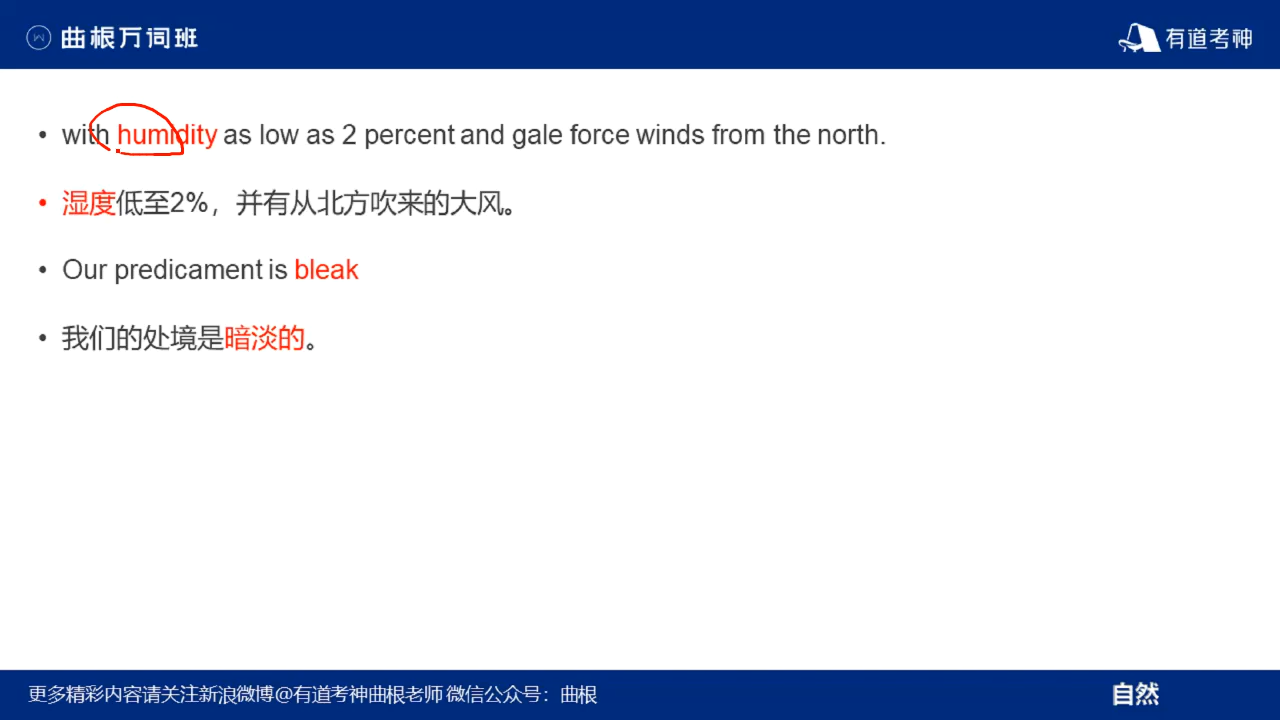 曲根万词班
有道考神
with humidity as low as 2 percent and gale force winds from the north.
湿度低至2%，并有从北方吹来的大风。
Our predicament is bleak
我们的处境是暗淡的。
更多精彩内容请关注新浪微博@有道考神曲根老师 微信公众号：曲根
自然